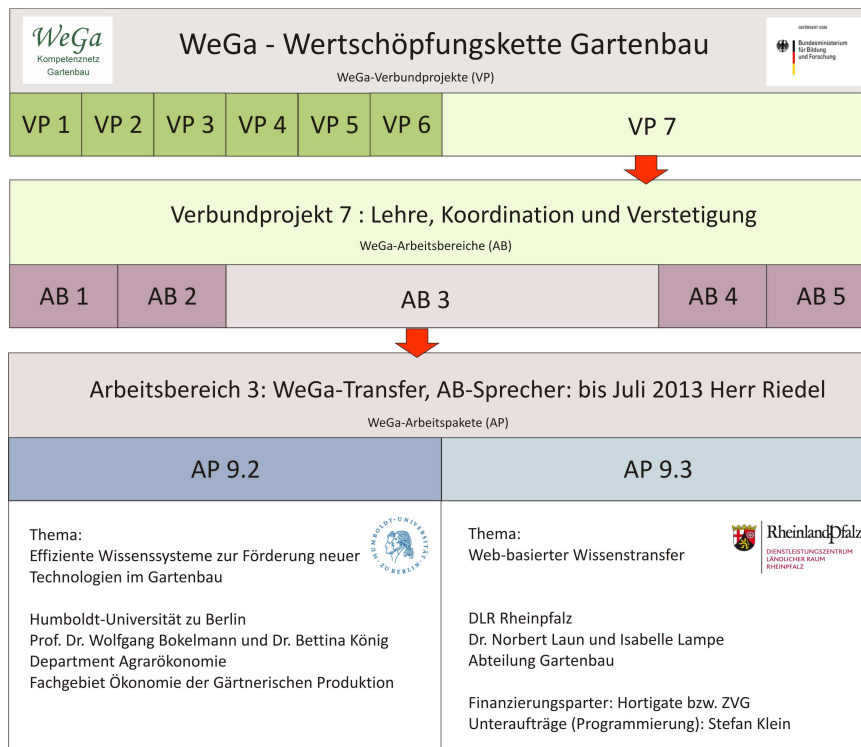 WeGa
Kompetenznetz
Gartenbau
WeGa - Wertschöpfungskette Gartenbau
WeGa-Verbundprojekte (VP)
GEFÖRDERT VOM
Bundesministerium
für Bildung
und Forschung
VP 1 VP 2 VP 3 VP 4 VP 5 VP 6 VP 7
Verbundprojekt 7 : Lehre, Koordination und Verstetigung
WeGa-Arbeitsbereiche (AB)
AB 1 AB 2 AB 3 AB 4 AB 5
Arbeitsbereich 3: WeGa-Transfer, AB-Sprecher: bis Juli 2013 Herr Riedel
WeGa-Arbeitspakete (AP)
AP 9.2
Thema:
Effiziente Wissenssysteme zur Förderung neuer
Technologien im Gartenbau
HUMBOLDT-UNIVERSITÄT
ZU BERLIN
Humboldt-Universität zu Berlin
Prof. Dr. Wolfgang Bokelmann und Dr. Bettina König
Department Agrarökonomie
Fachgebiet Ökonomie der Gärtnerischen Produktion
AP 9.3
Thema:
Web-basierter Wissenstransfer
RheinlandPfalz
DIENSTLEISTUNGSZENTRUM
LÄNDLICHER RAUM
RHEINPFALZ
DLR Rheinpfalz
Dr. Norbert Laun und Isabelle Lampe
Abteilung Gartenbau
Finanzierungsparter: Hortigate bzw. ZVG
Unteraufträge (Programmierung): Stefan Klein